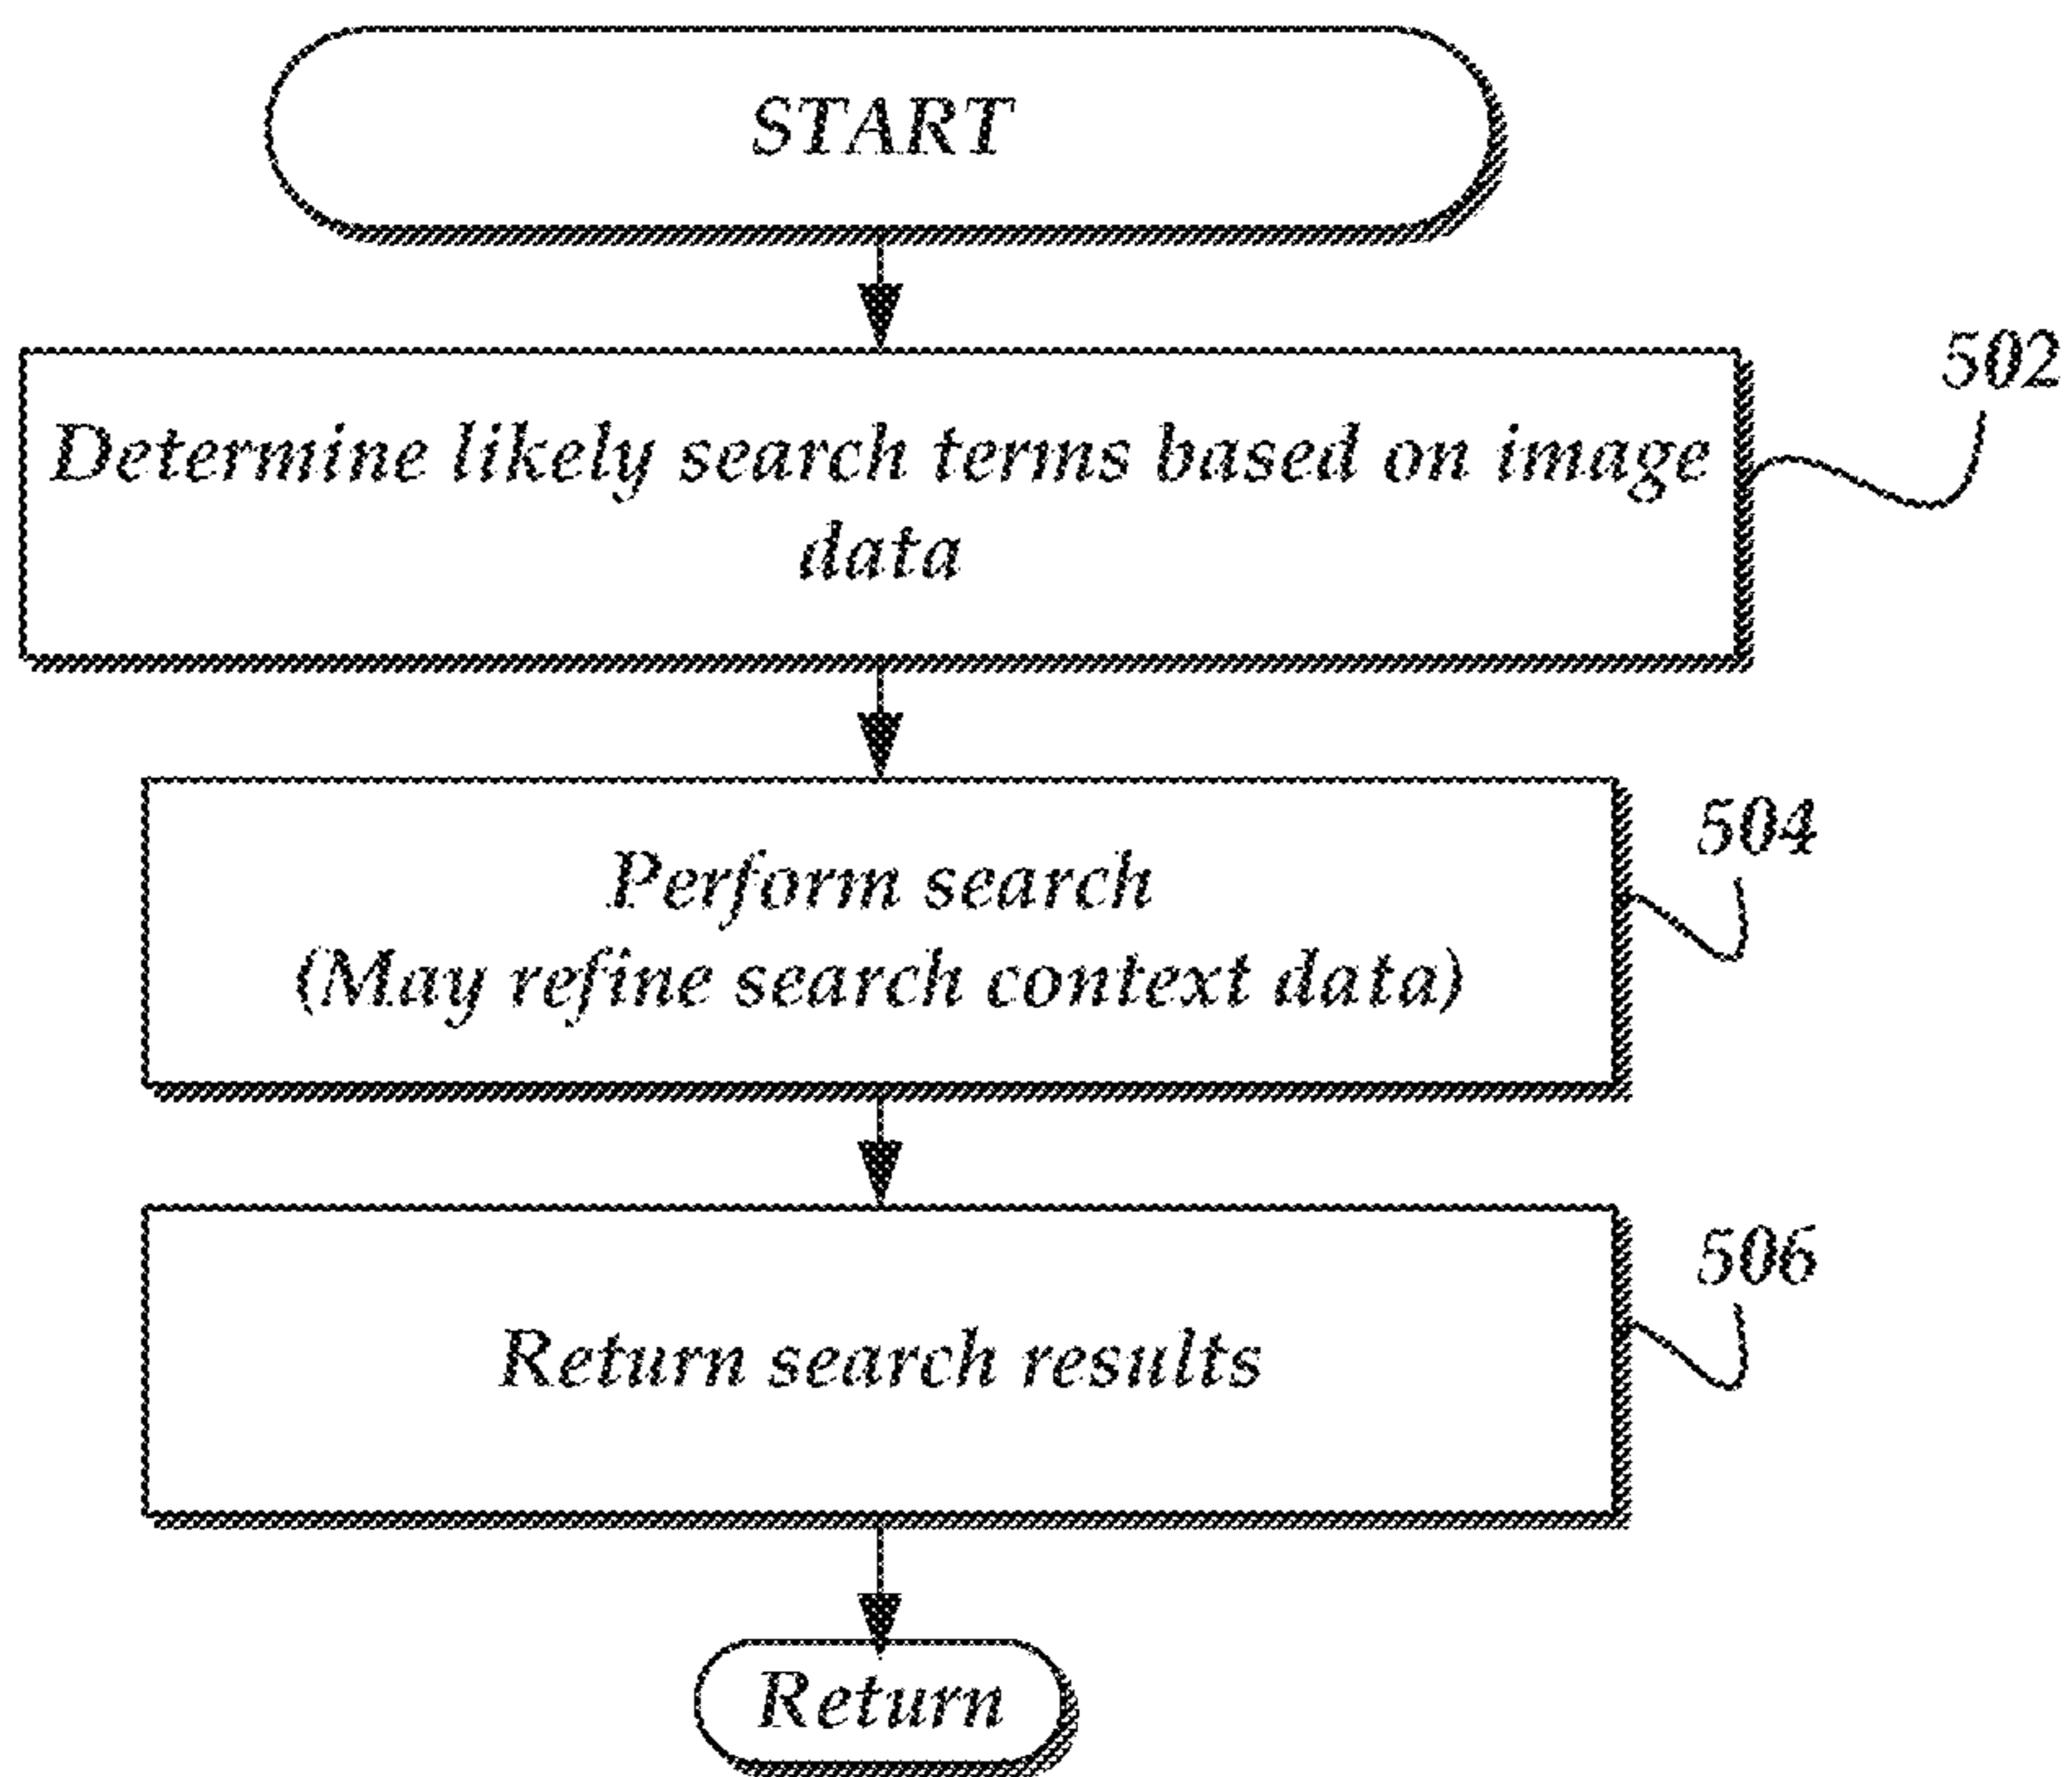 START
502
Determine likely search terms based on image
data
504
Perform search
(May refine search context data)
506
Return search results
Return